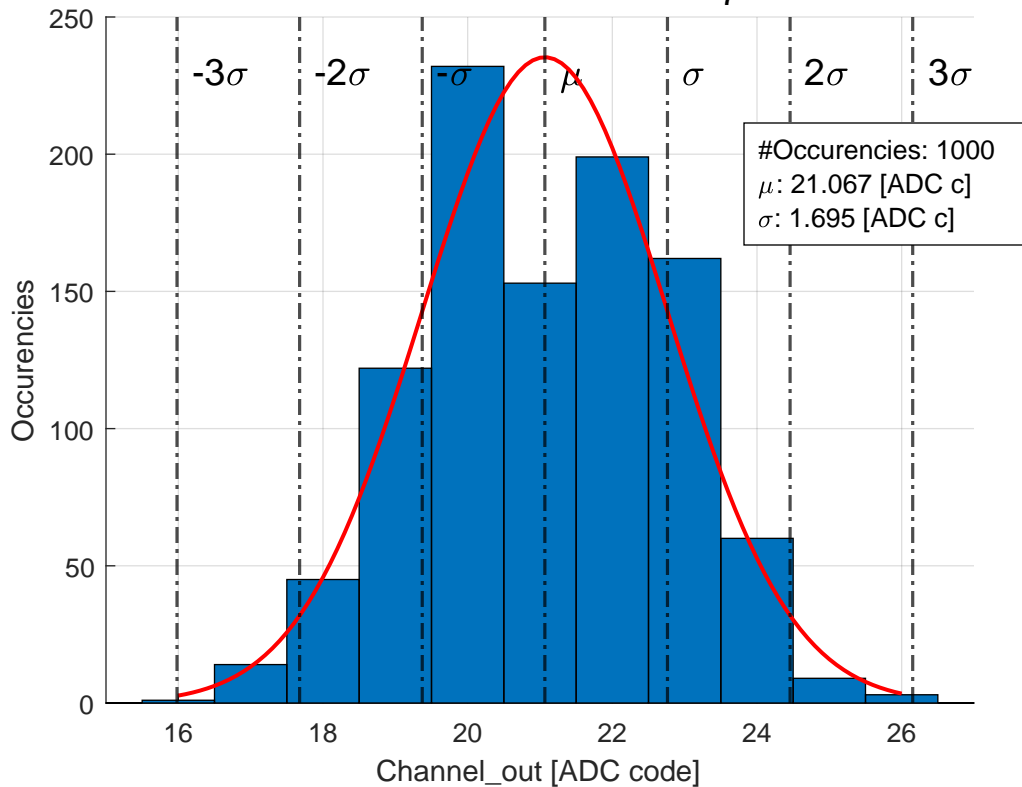 250
200
150
100
50
0
Occurencies
-3σ
-2σ
-σ
μ
σ
2σ
3σ
#Occurencies: 1000
μ: 21.067 [ADC c]
σ: 1.695 [ADC c]
16 18 20 22 24 26
Channel_out [ADC code]